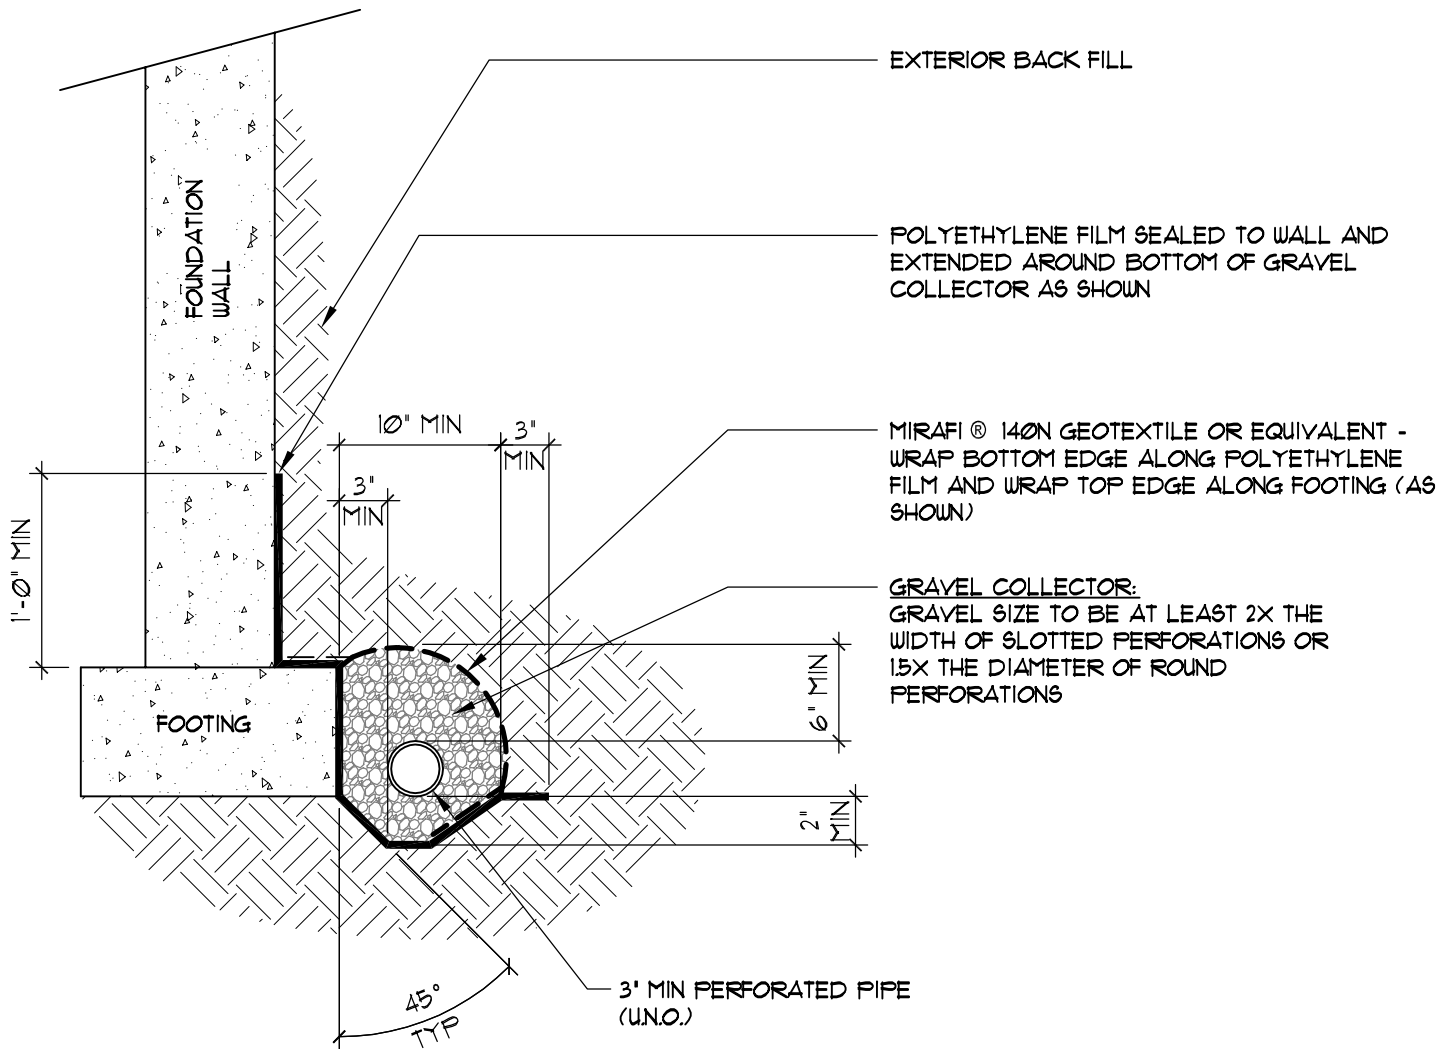 EXTERIOR BACK FILL
FOUNDATION
WALL
POLYETHYLENE FILM SEALED TO WALL AND
EXTENDED AROUND BOTTOM OF GRAVEL
COLLECTOR AS SHOWN
10" MIN
3"
MIN
3"
MIN
MIRAFI ® 140N GEOTEXTILE OR EQUIVALENT -
WRAP BOTTOM EDGE ALONG POLYETHYLENE
FILM AND WRAP TOP EDGE ALONG FOOTING (AS
SHOWN)
1'-0" MIN
GRAVEL COLLECTOR:
GRAVEL SIZE TO BE AT LEAST 2X THE
WIDTH OF SLOTTED PERFORATIONS OR
1.5X THE DIAMETER OF ROUND
PERFORATIONS
6" MIN
FOOTING
2"
MIN
45°
TYP
3" MIN PERFORATED PIPE
(U.N.O.)